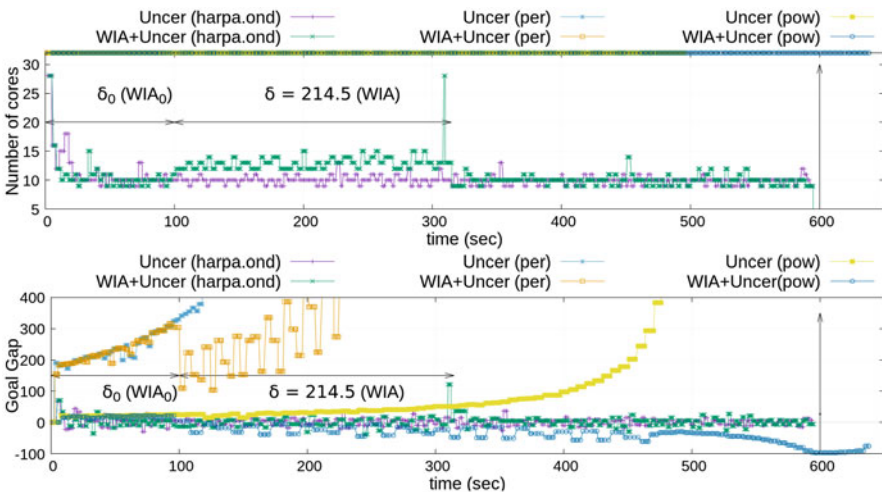 Uncer (harpa.ond) Uncer (per) Uncer (pow)
WIA+Uncer (harpa.ond) WIA+Uncer (per) WIA+Uncer (pow)
Number of cores
30
25
20
15
10
5
δ₀ (WIA₀) δ = 214.5 (WIA)
0 100 200 300 400 500 600
time (sec)
Uncer (harpa.ond) Uncer (per) Uncer(pow)
WIA+Uncer (harpa.ond) WIA+Uncer (per) WIA+Uncer(pow)
Goal Gap
400
300
200
100
0
-100
δ₀ (WIA₀) δ = 214.5 (WIA)
0 100 200 300 400 500 600
time (sec)